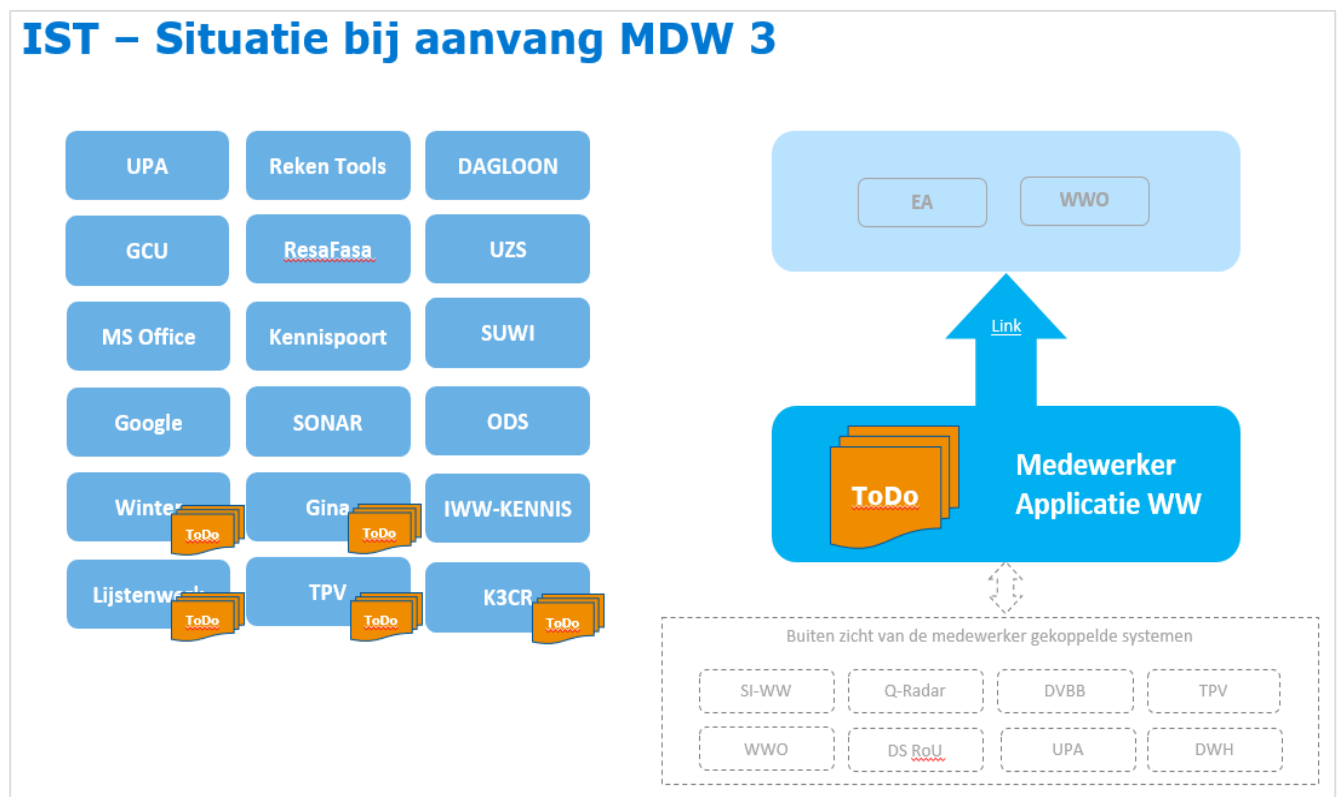 IST – Situatie bij aanvang MDW 3
UPA
Reken Tools
DAGLOON
GCU
ResaFasa
UZS
MS Office
Kennispoort
SUWI
Google
SONAR
ODS
Winter
ToDo
Gina
ToDo
IWW-KENNIS
ToDo
TPV
ToDo
K3CR
ToDo
EA
WWO
Link
ToDo
Medewerker
Applicatie WW
Buiten zicht van de medewerker gekoppelde systemen
SI-WW
Q-Radar
DVBB
TPV
WWO
DS RoU
UPA
DWH